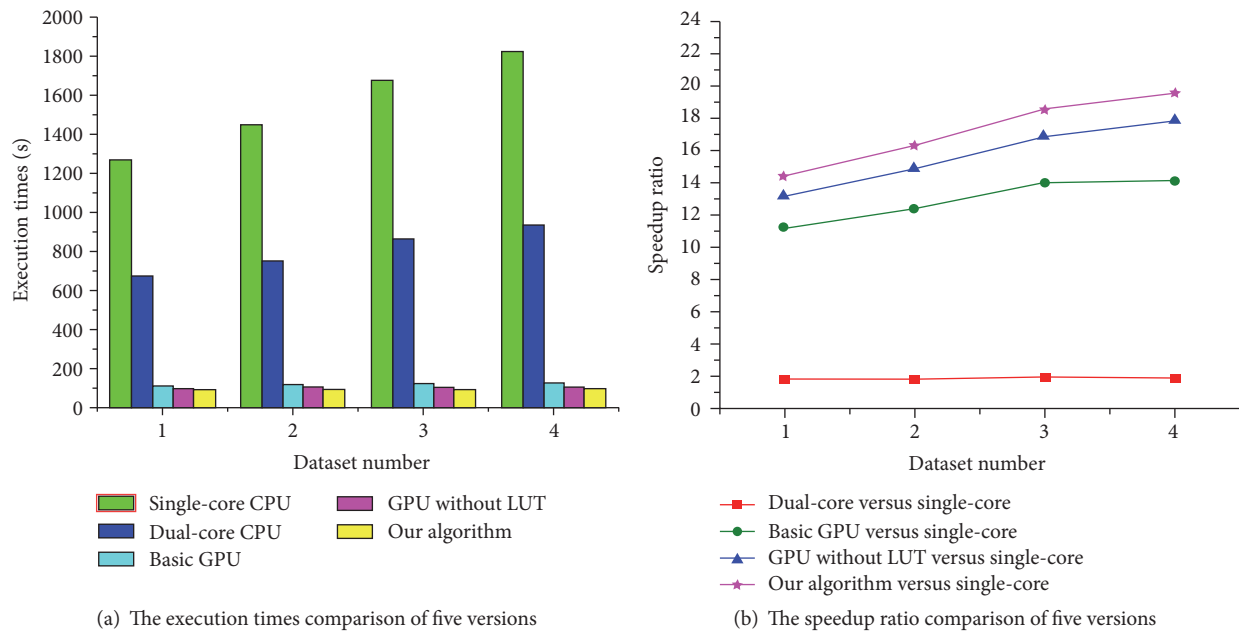 2000
1800
1600
1400
1200
1000
800
600
400
200
0
Execution times (s)
1 2 3 4
Dataset number
Single-core CPU
Dual-core CPU
Basic GPU
GPU without LUT
Our algorithm
(a) The execution times comparison of five versions
24
22
20
18
16
14
12
10
8
6
4
2
0
Speedup ratio
1 2 3 4
Dataset number
Dual-core versus single-core
Basic GPU versus single-core
GPU without LUT versus single-core
Our algorithm versus single-core
(b) The speedup ratio comparison of five versions